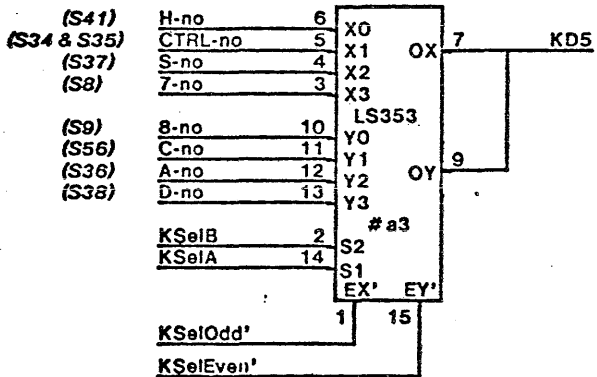 (S41) H-no 6 X0
(S34 & S35) CTRL-no 5 X1 OX 7 KD5
(S37) S-no 4 X2
(S8) 7-no 3 X3
LS353
(S9) 8-no 10 Y0
(S56) C-no 11 Y1 OY 9
(S36) A-no 12 Y2
(S38) D-no 13 Y3
#a3
KSelB 2 S2
KSelA 14 S1
EX' EY'
1 15
KSelOdd'
KSelEven'